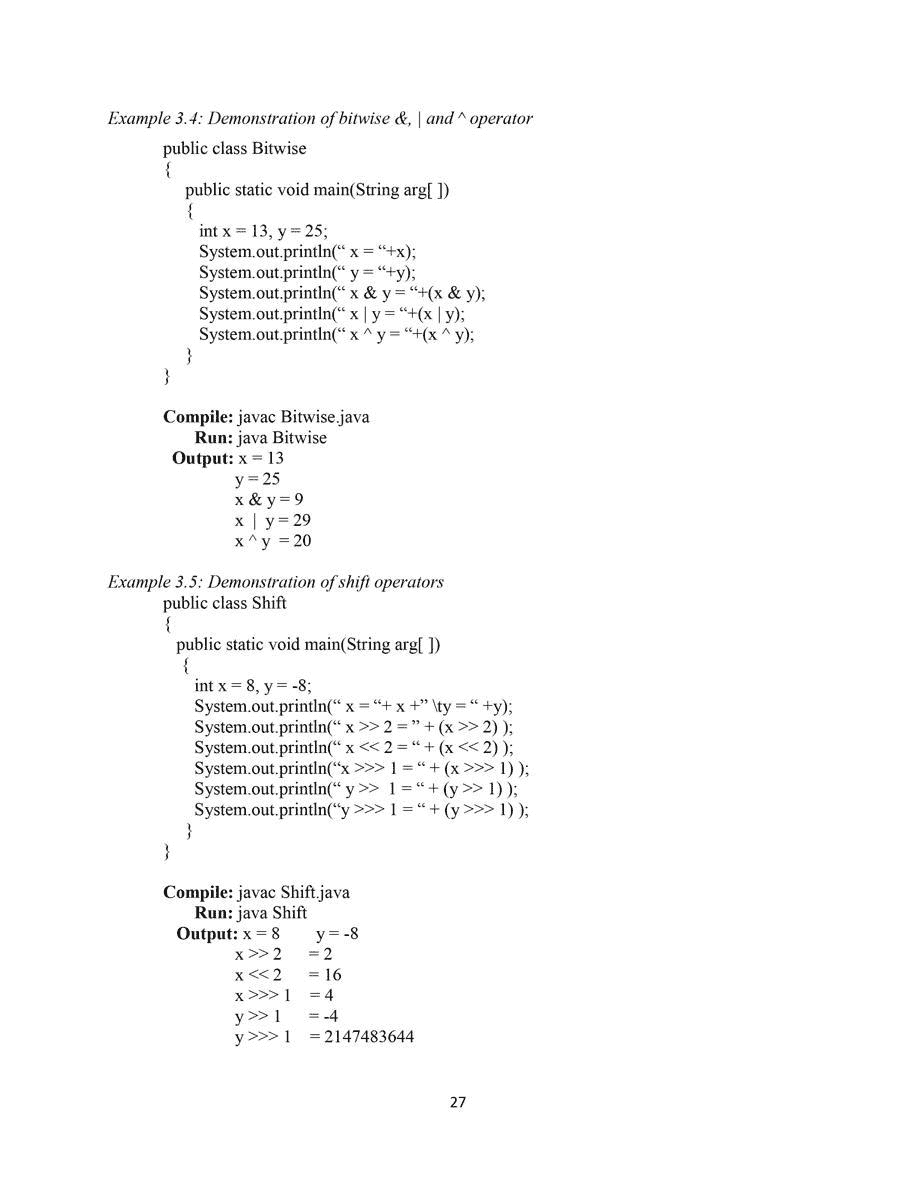 Example 3.4: Demonstration of bitwise &, | and ^ operator
public class Bitwise
{
public static void main(String arg[ ])
{
int x = 13, y = 25;
System.out.println(“ x = “+x);
System.out.println(“ y = “+y);
System.out.println(“ x & y = “+(x & y);
System.out.println(“ x | y = “+(x | y);
System.out.println(“ x ^ y = “+(x ^ y);
}
}
Compile: javac Bitwise.java
Run: java Bitwise
Output: x = 13
y = 25
x & y = 9
x | y = 29
x ^ y = 20
Example 3.5: Demonstration of shift operators
public class Shift
{
public static void main(String arg[ ])
{
int x = 8, y = -8;
System.out.println(“ x = “+ x +” \ty = “ +y);
System.out.println(“ x >> 2 = ” + (x >> 2) );
System.out.println(“ x << 2 = “ + (x << 2) );
System.out.println(“x >>> 1 = “ + (x >>> 1) );
System.out.println(“ y >> 1 = “ + (y >> 1) );
System.out.println(“y >>> 1 = “ + (y >>> 1) );
}
}
Compile: javac Shift.java
Run: java Shift
Output: x = 8 y = -8
x >> 2 = 2
x << 2 = 16
x >>> 1 = 4
y >> 1 = -4
y >>> 1 = 2147483644
27